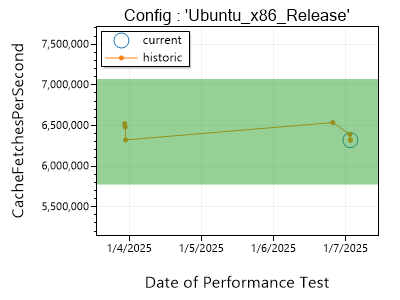 Config : 'Ubuntu_x86_Release'
current
historic
CacheFetchesPerSecond
7,500,000
7,000,000
6,500,000
6,000,000
5,500,000
1/4/2025
1/5/2025
1/6/2025
1/7/2025
Date of Performance Test